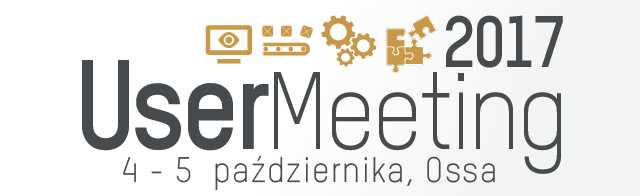 2017
UserMeeting
4 - 5 października, Ossa